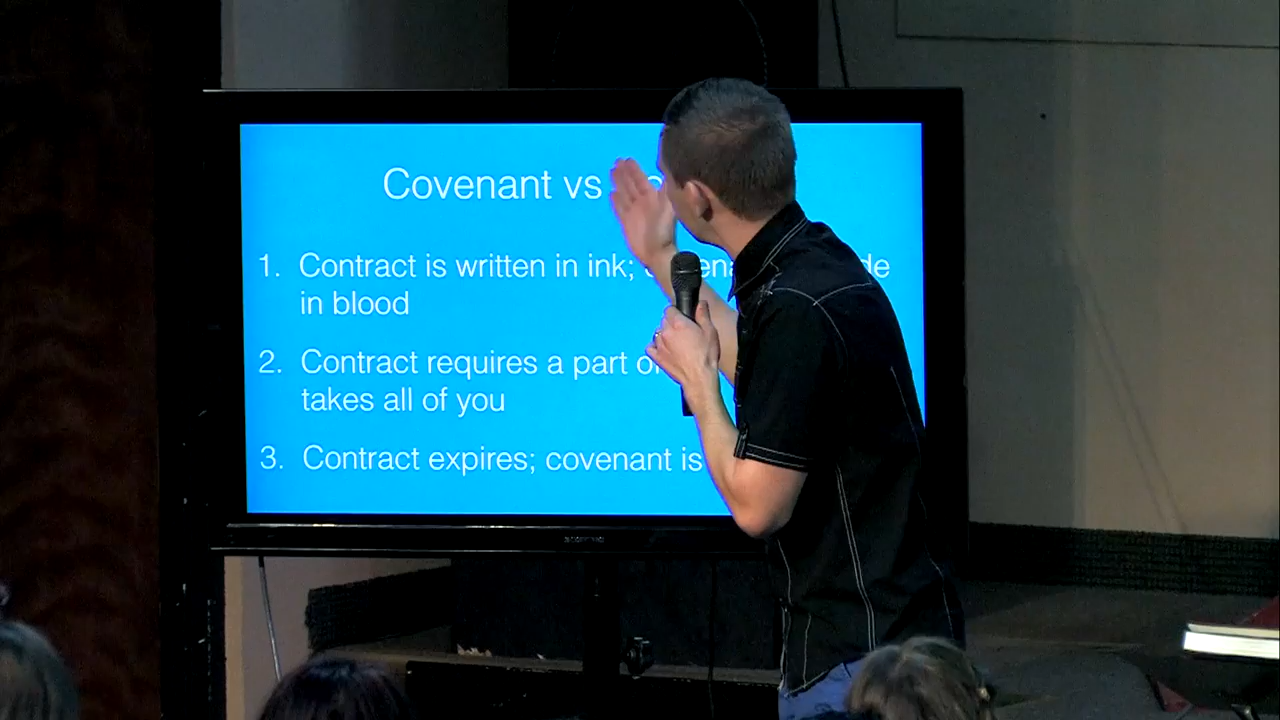 Covenant vs
1. Contract is written in ink;
in blood
2. Contract requires a part
takes all of you
3. Contract expires; covenant is